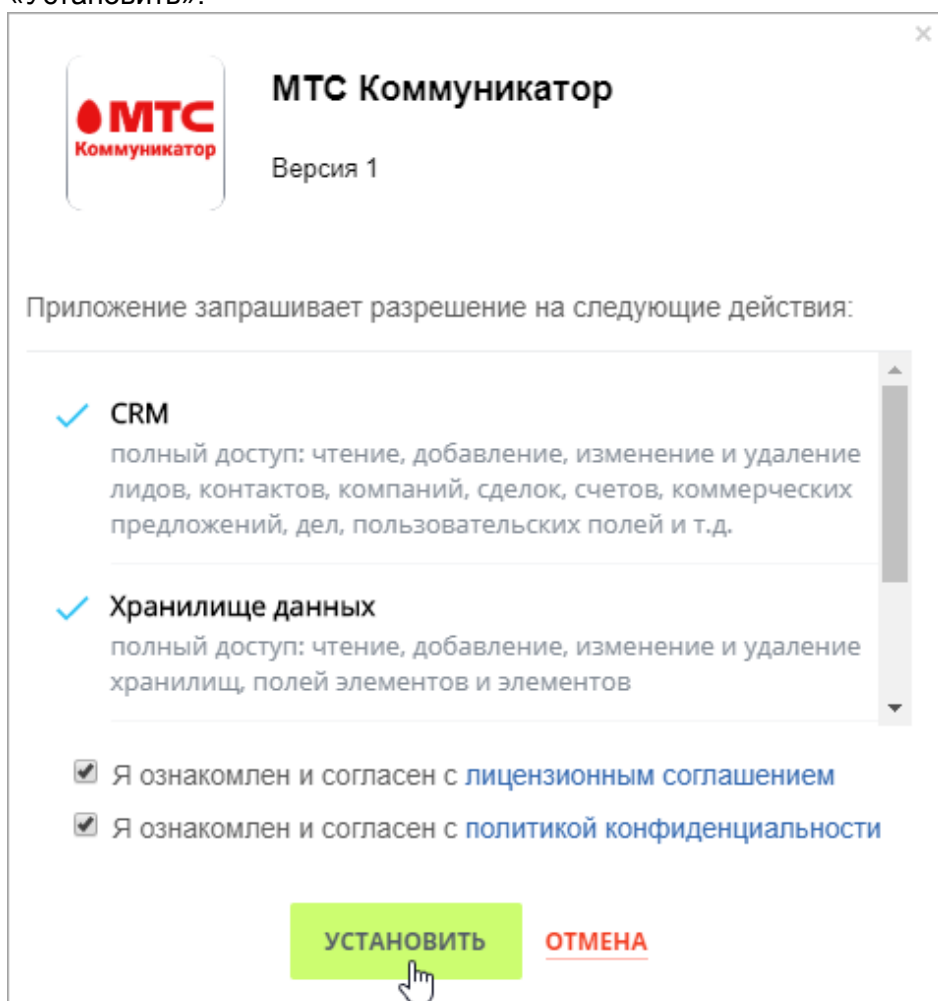 «Установить».
МТС Коммуникатор
МТС
Коммуникатор
Версия 1
Приложение запрашивает разрешение на следующие действия:
CRM
полный доступ: чтение, добавление, изменение и удаление
лидов, контактов, компаний, сделок, счетов, коммерческих
предложений, дел, пользовательских полей и т.д.
Хранилище данных
полный доступ: чтение, добавление, изменение и удаление
хранилищ, полей элементов и элементов
Я ознакомлен и согласен с лицензионным соглашением
Я ознакомлен и согласен с политикой конфиденциальности
УСТАНОВИТЬ ОТМЕНА